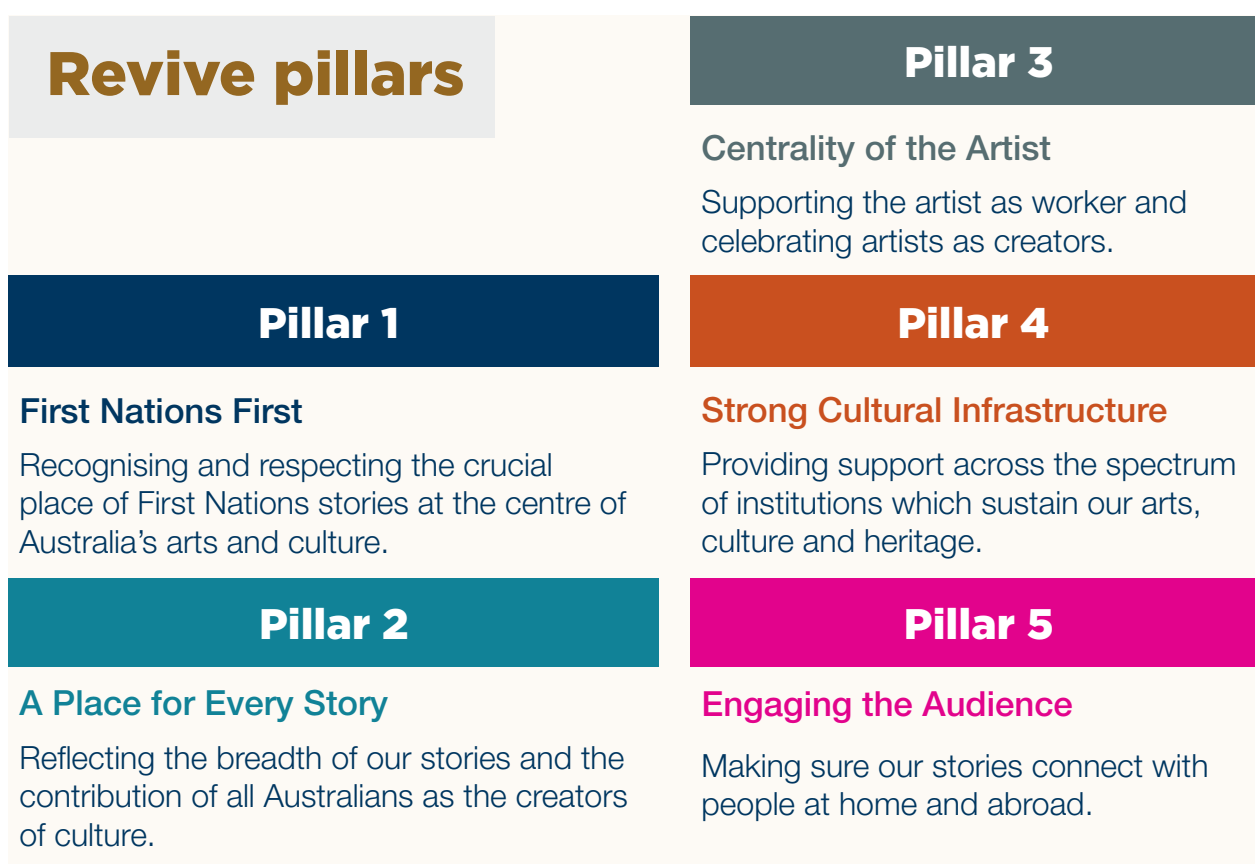 Revive pillars
Pillar 1
First Nations First
Recognising and respecting the crucial
place of First Nations stories at the centre of
Australia’s arts and culture.
Pillar 2
A Place for Every Story
Reflecting the breadth of our stories and the
contribution of all Australians as the creators
of culture.
Pillar 3
Centrality of the Artist
Supporting the artist as worker and
celebrating artists as creators.
Pillar 4
Strong Cultural Infrastructure
Providing support across the spectrum
of institutions which sustain our arts,
culture and heritage.
Pillar 5
Engaging the Audience
Making sure our stories connect with
people at home and abroad.